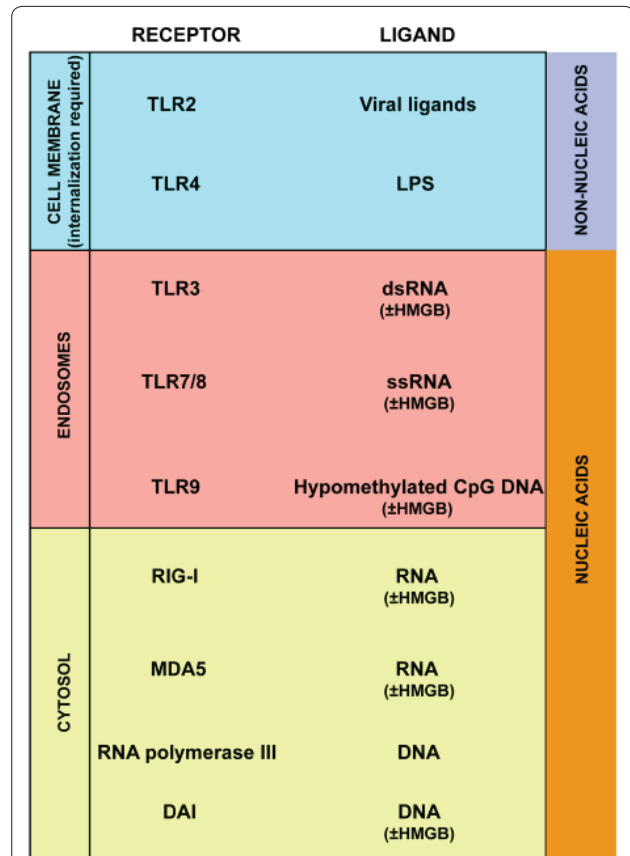 RECEPTOR LIGAND
CELL MEMBRANE
(internalization required)
TLR2 Viral ligands
TLR4 LPS
NON-NUCLEIC ACIDS
ENDOSOMES
TLR3 dsRNA
(±HMGB)
TLR7/8 ssRNA
(±HMGB)
TLR9 Hypomethylated CpG DNA
(±HMGB)
NUCLEIC ACIDS
CYTOSOL
RIG-I RNA
(±HMGB)
MDA5 RNA
(±HMGB)
RNA polymerase III DNA
DAI DNA
(±HMGB)